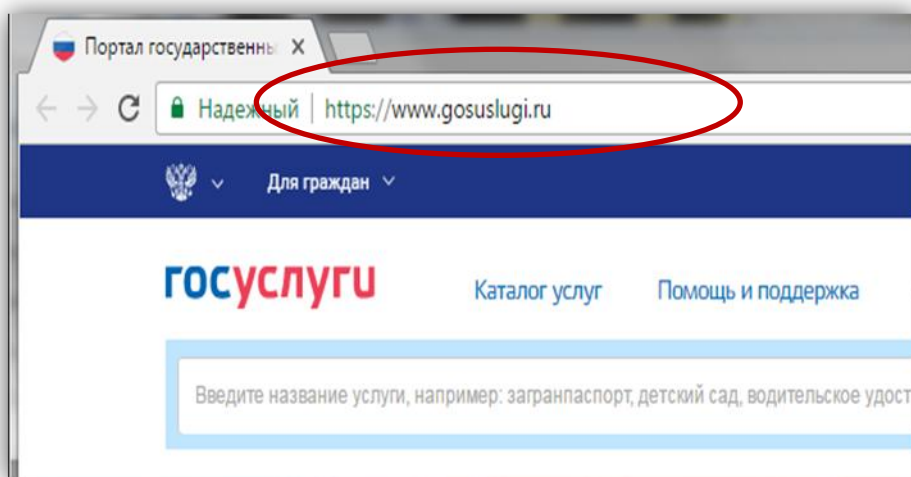 Портал государственны
Надежный | https://www.gosuslugi.ru
Для граждан
госуслуги
Каталог услуг
Помощь и поддержка
Введите название услуги, например: загранпаспорт, детский сад, водительское удост